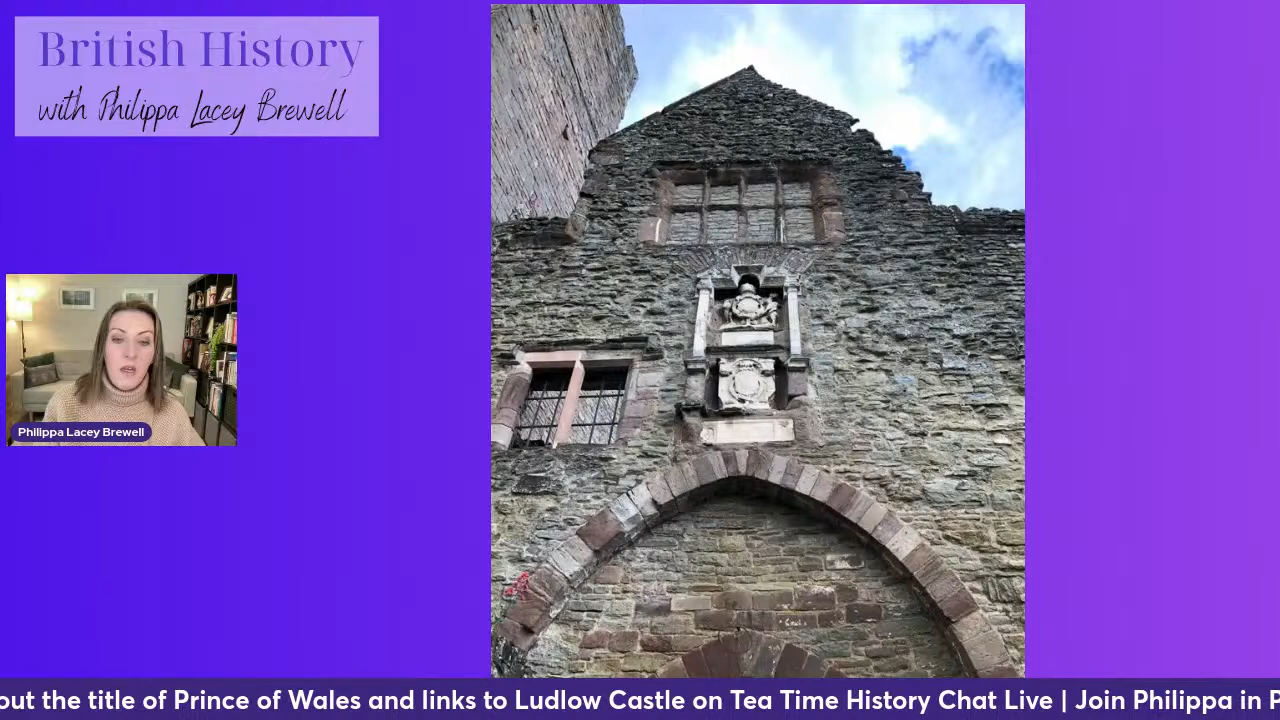 British History
with Philippa Lacey Brewell
Philippa Lacey Brewell
out the title of Prince of Wales and links to Ludlow Castle on Tea Time History Chat Live | Join Philippa in P